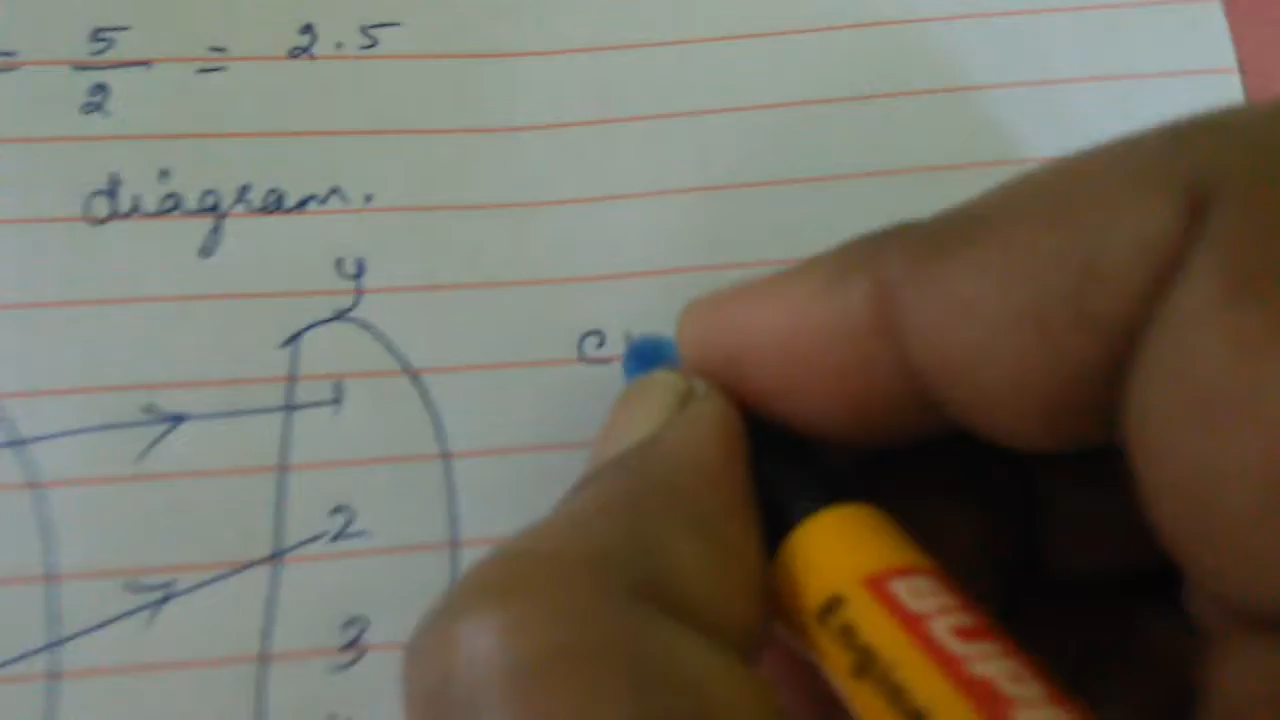 = 5/2 = 2.5
diagram.
y
c
1
2
3